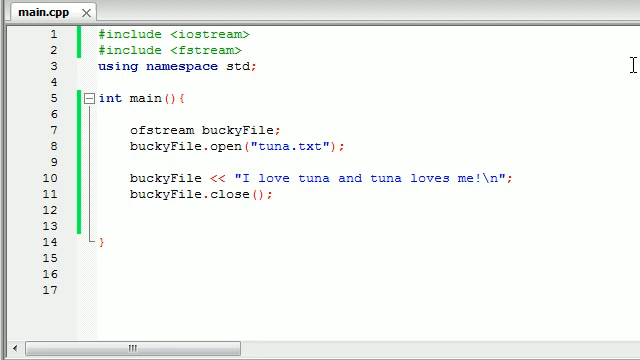 main.cpp
1 #include <iostream>
2 #include <fstream>
3 using namespace std;
4
5 int main(){
6
7 ofstream buckyFile;
8 buckyFile.open("tuna.txt");
9
10 buckyFile << "I love tuna and tuna loves me!\n";
11 buckyFile.close();
12
13
14 }
15
16
17